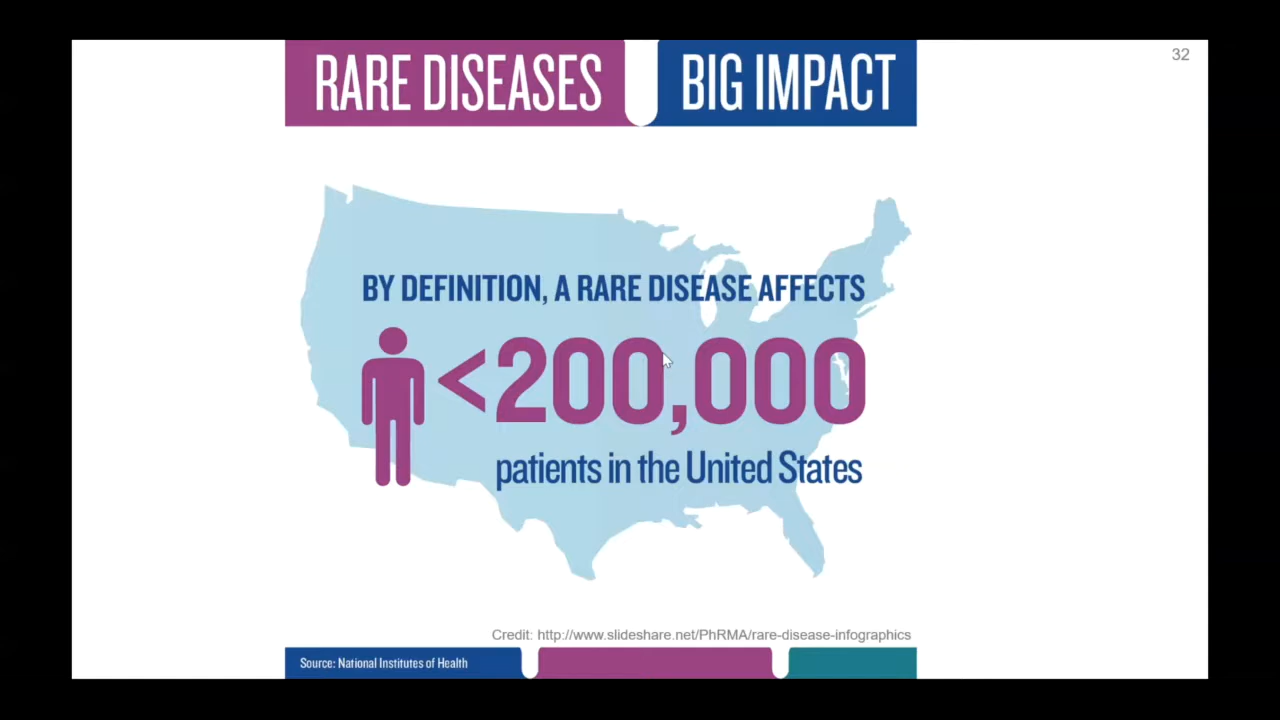 32
RARE DISEASES BIG IMPACT
BY DEFINITION, A RARE DISEASE AFFECTS
<200,000
patients in the United States
Credit: http://www.slideshare.net/PhRMA/rare-disease-infographics
Source: National Institutes of Health